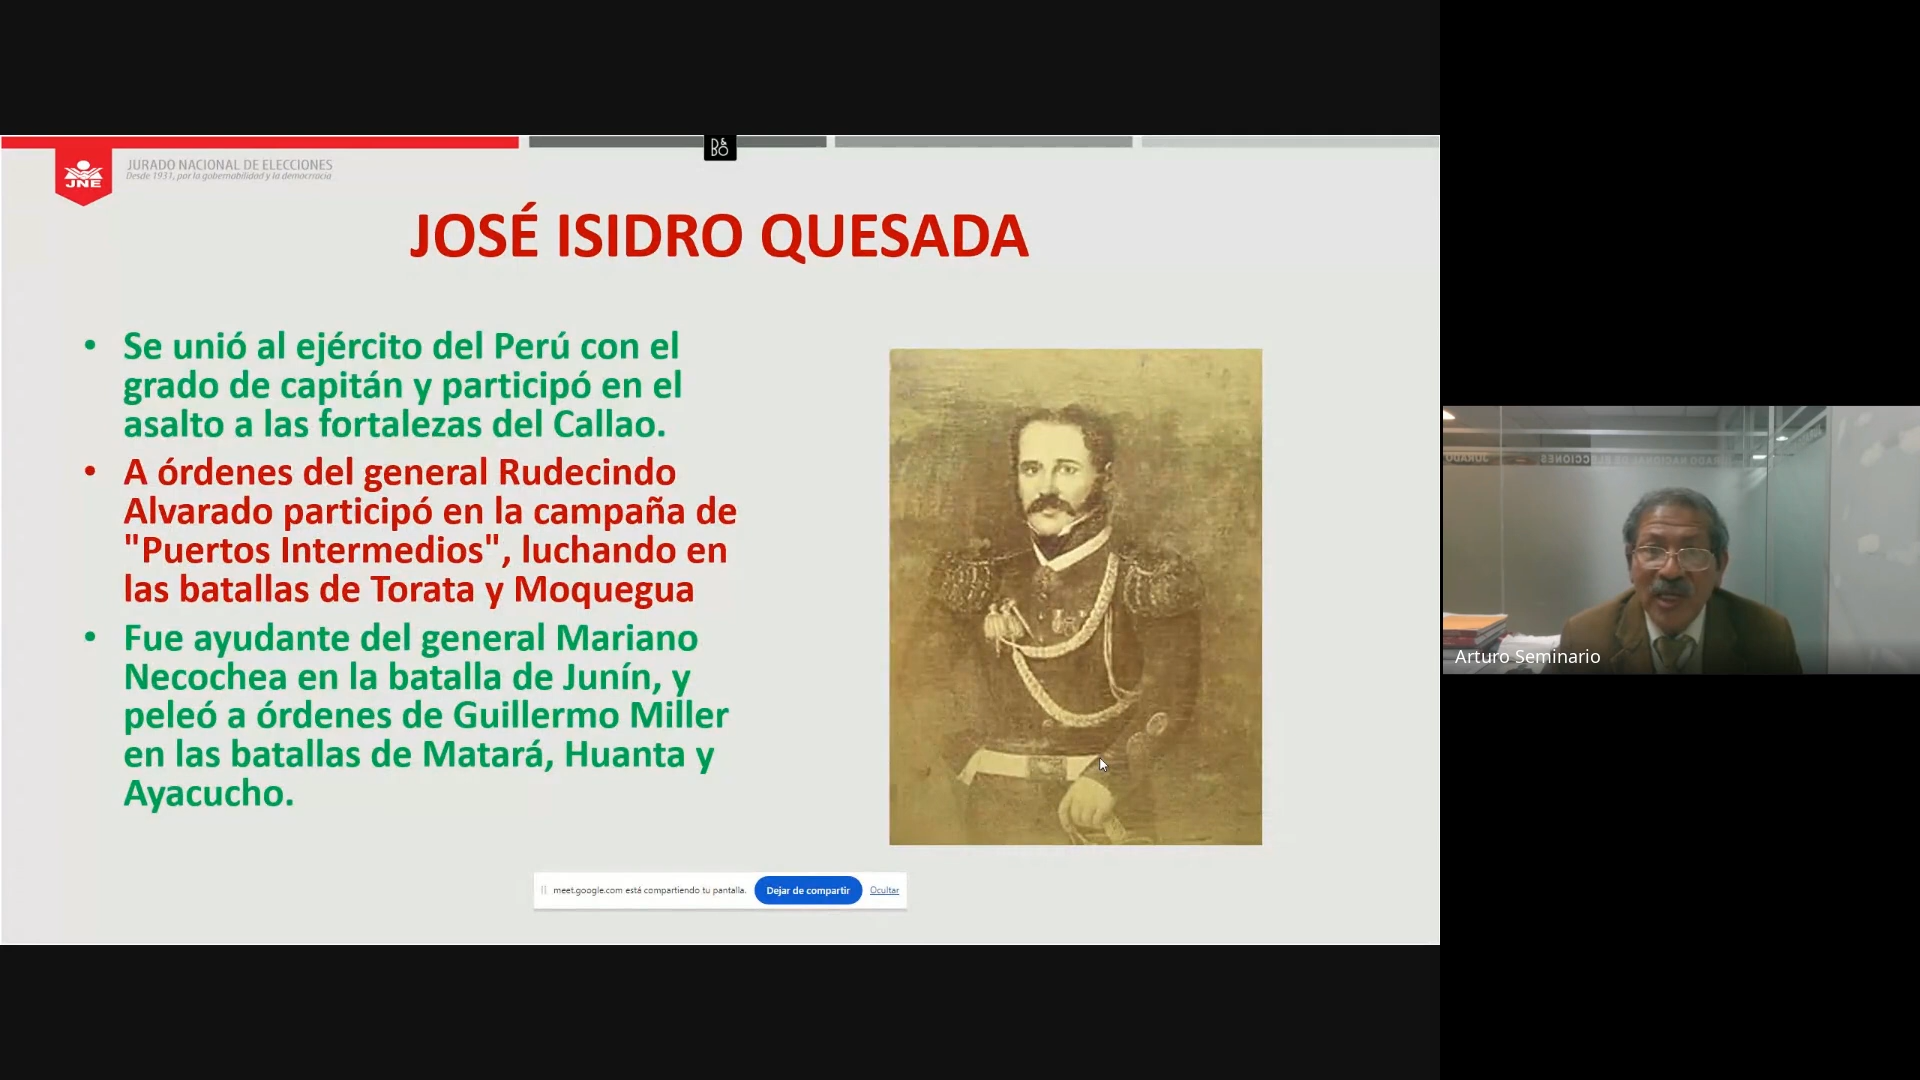 JURADO NACIONAL DE ELECCIONES
Desde 1931, por la gobernabilidad y la democracia
JNE
JOSÉ ISIDRO QUESADA
• Se unió al ejército del Perú con el
grado de capitán y participó en el
asalto a las fortalezas del Callao.
• A órdenes del general Rudecindo
Alvarado participó en la campaña de
"Puertos Intermedios", luchando en
las batallas de Torata y Moquegua
• Fue ayudante del general Mariano
Necochea en la batalla de Junín, y
peleó a órdenes de Guillermo Miller
en las batallas de Matará, Huanta y
Ayacucho.
meet.google.com está compartiendo tu pantalla.
Dejar de compartir
Ocultar
Arturo Seminario